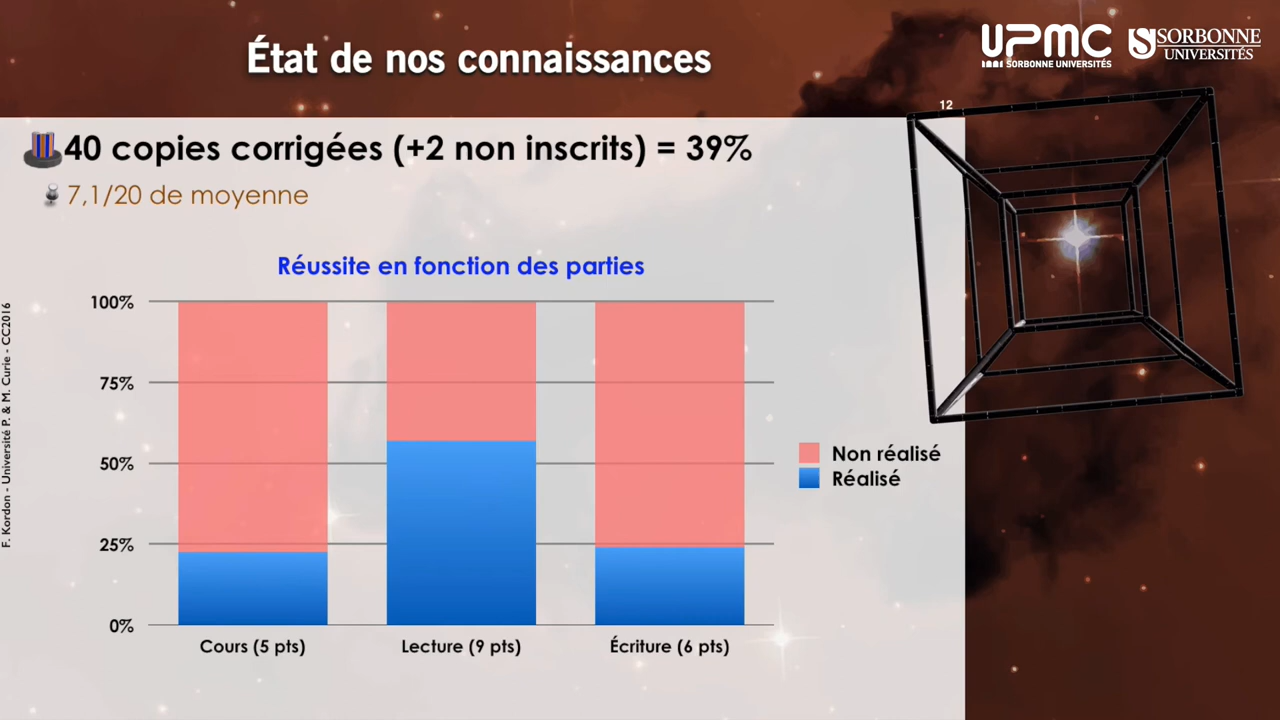 État de nos connaissances
UPMC
SORBONNE UNIVERSITÉS
SORBONNE
UNIVERSITÉS
12
40 copies corrigées (+2 non inscrits) = 39%
7,1/20 de moyenne
Réussite en fonction des parties
100%
75%
50%
25%
0%
Cours (5 pts)
Lecture (9 pts)
Écriture (6 pts)
Non réalisé
Réalisé
F. Kordon - Université P. & M. Curie - CC2016